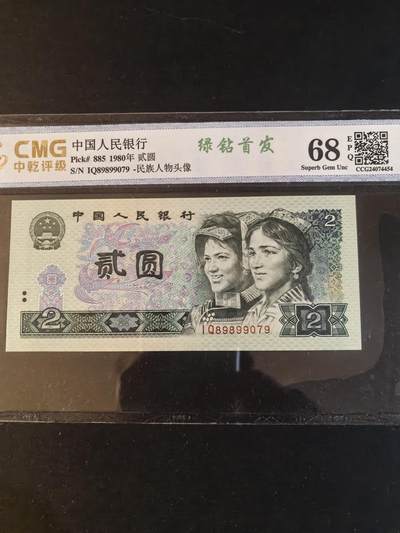 CMG
中乾评级
中国人民银行
Pick# 885 1980年 贰圆
S/N IQ89899079 -民族人物头像
绿钻首发
68
EPQ
Superb Gem Unc
CCG24074454
中国人民银行
2
贰圆
2
IQ89899079
2